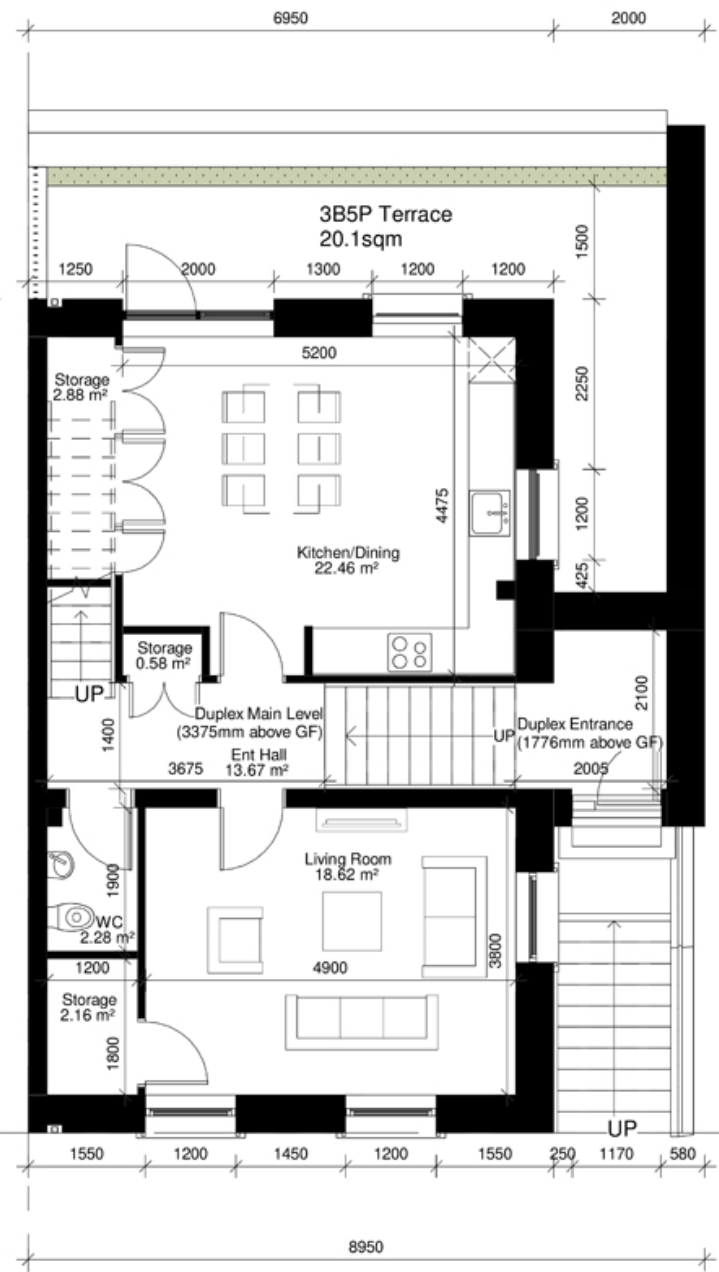 6950
2000
3B5P Terrace
20.1sqm
1250
2000
1300
1200
1200
1500
5200
Storage
2.88 m²
2250
4475
1200
Kitchen/Dining
22.46 m²
425
Storage
0.58 m²
UP
2100
Duplex Main Level
(3375mm above GF)
1400
UP
Duplex Entrance
(1776mm above GF)
Ent Hall
13.67 m²
3675
2005
Living Room
18.62 m²
1900
WC
2.28 m²
3800
1200
4900
Storage
2.16 m²
1800
UP
1550
1200
1450
1200
1550
250
1170
580
8950